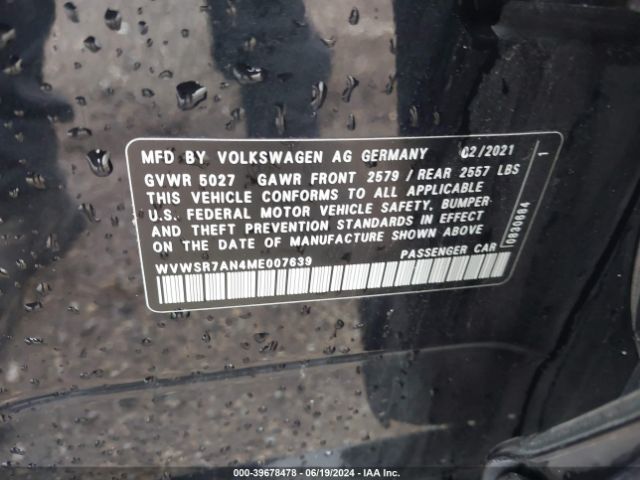 MFD BY VOLKSWAGEN AG GERMANY 02/2021 1
GVWR 5027 GAWR FRONT 2579 / REAR 2557 LBS
THIS VEHICLE CONFORMS TO ALL APPLICABLE
U.S. FEDERAL MOTOR VEHICLE SAFETY, BUMPER
AND THEFT PREVENTION STANDARDS IN EFFECT
ON THE DATE OF MANUFACTURE SHOWN ABOVE
WVWSR7AN4ME007639 PASSENGER CAR
000-39678478 - 06/19/2024 - IAA Inc.